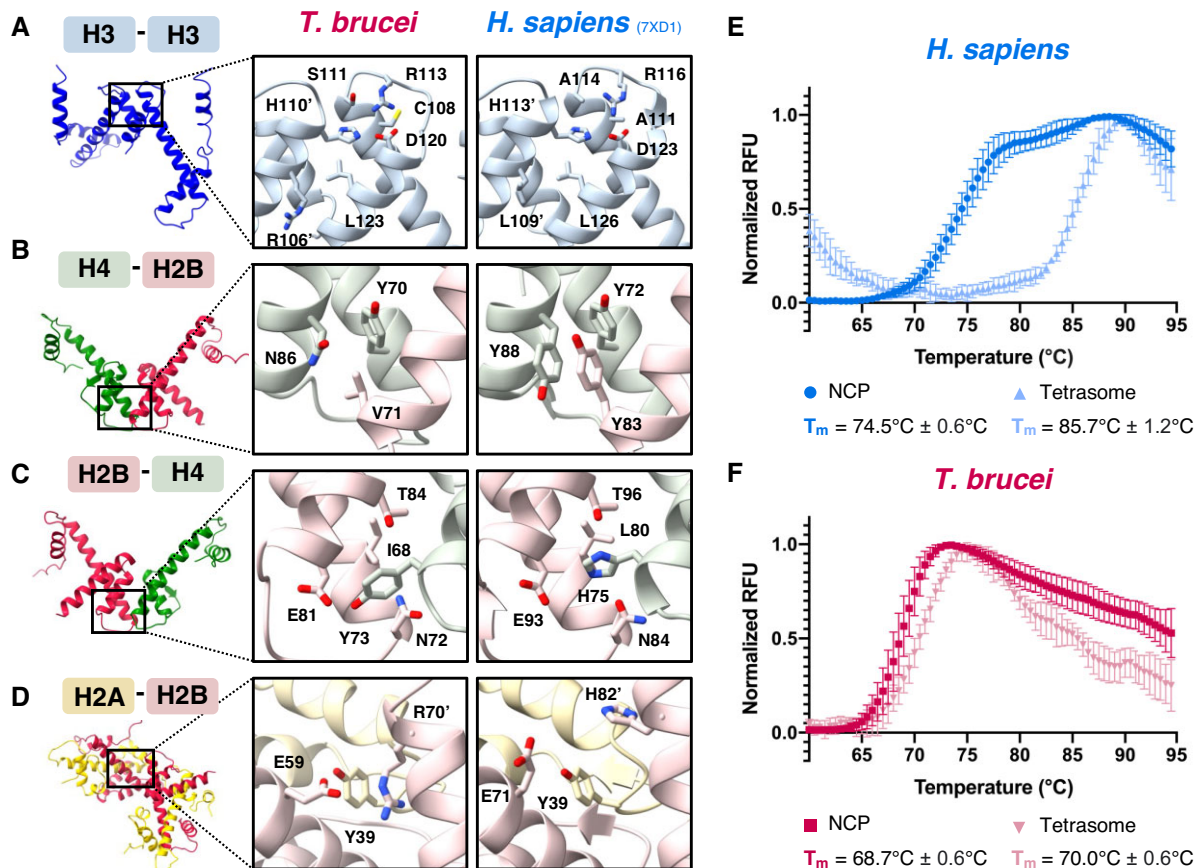 A
H3 - H3
T. brucei
H. sapiens (7XD1)
S111
R113
H110'
C108
D120
L123
R106'
A114
R116
H113'
A111
D123
L109'
L126
B
H4 - H2B
Y70
N86
V71
Y72
Y88
Y83
C
H2B - H4
T84
I68
E81
Y73
N72
T96
L80
E93
H75
N84
D
H2A - H2B
R70'
E59
Y39
H82'
E71
Y39
E
H. sapiens
Normalized RFU
1.0
0.5
0.0
65 70 75 80 85 90 95
Temperature (°C)
NCP
Tetrasome
Tm = 74.5°C ± 0.6°C
Tm = 85.7°C ± 1.2°C
F
T. brucei
Normalized RFU
1.0
0.5
0.0
65 70 75 80 85 90 95
Temperature (°C)
NCP
Tetrasome
Tm = 68.7°C ± 0.6°C
Tm = 70.0°C ± 0.6°C